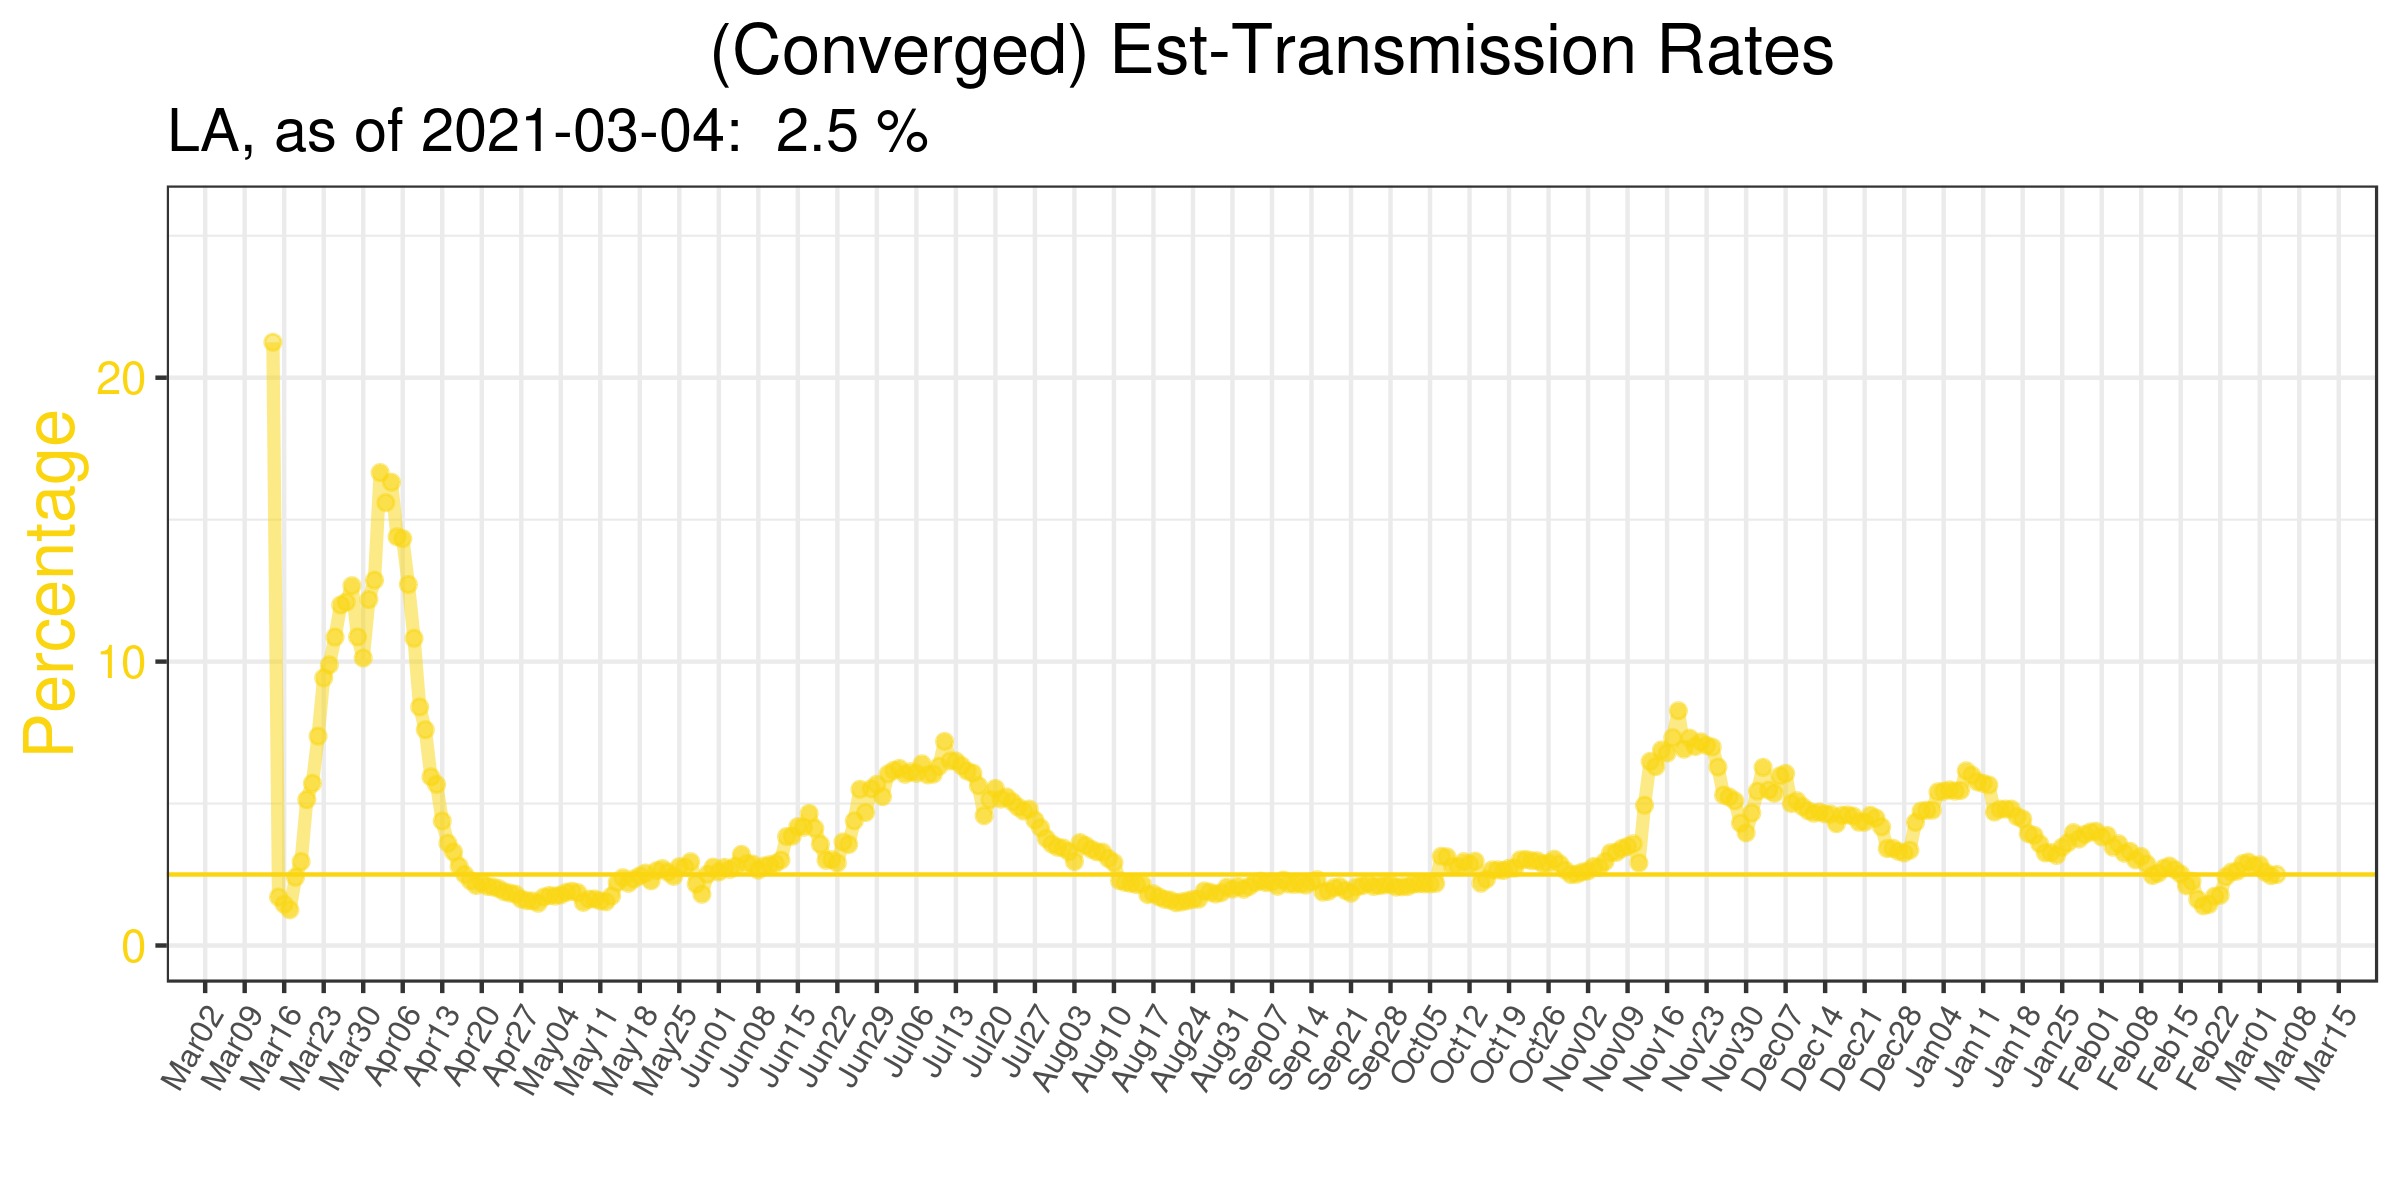 (Converged) Est-Transmission Rates
LA, as of 2021-03-04:  2.5 %
Percentage
20
10
0
Mar02
Mar09
Mar16
Mar23
Mar30
Apr06
Apr13
Apr20
Apr27
May04
May11
May18
May25
Jun01
Jun08
Jun15
Jun22
Jun29
Jul06
Jul13
Jul20
Jul27
Aug03
Aug10
Aug17
Aug24
Aug31
Sep07
Sep14
Sep21
Sep28
Oct05
Oct12
Oct19
Oct26
Nov02
Nov09
Nov16
Nov23
Nov30
Dec07
Dec14
Dec21
Dec28
Jan04
Jan11
Jan18
Jan25
Feb01
Feb08
Feb15
Feb22
Mar01
Mar08
Mar15